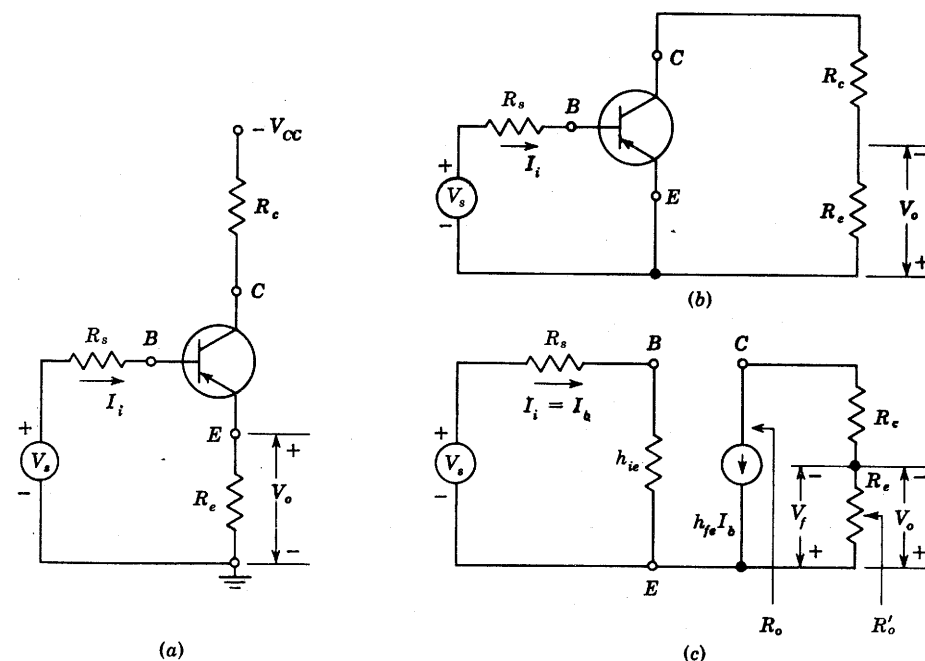 − V_CC
R_c
C
R_s
B
I_i
E
+
V_s
−
R_e
+
V_o
−
(a)
C
R_s
B
I_i
+
V_s
−
E
R_c
R_e
−
V_o
+
(b)
R_s
B
C
I_i = I_b
+
V_s
−
h_ie
h_fe I_b
R_c
R_e
−
V_f
+
−
V_o
+
E
R_o
R'_o
(c)